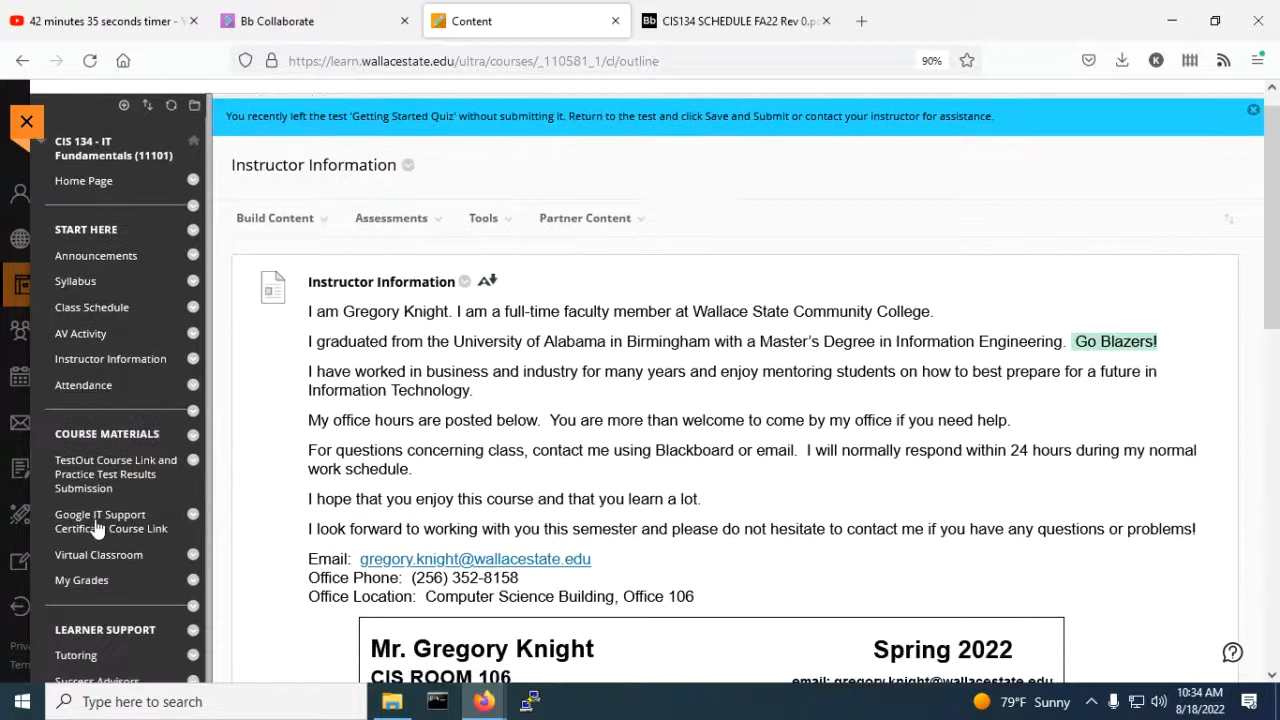 42 minutes 35 seconds timer -
Bb Collaborate
Content
Bb CIS134 SCHEDULE FA22 Rev 0.
https://learn.wallacestate.edu/ultra/courses/_110581_1/cl/outline
90%
K
You recently left the test 'Getting Started Quiz' without submitting it. Return to the test and click Save and Submit or contact your instructor for assistance.
CIS 134 - IT
Fundamentals (11101)
Home Page
START HERE
Announcements
Syllabus
Class Schedule
AV Activity
Instructor Information
Attendance
COURSE MATERIALS
TestOut Course Link and
Practice Test Results
Submission
Google IT Support
Certificate Course Link
Virtual Classroom
My Grades
LEARNER SUPPORT
Tutoring
Success Advisors
Priv
Tern
Instructor Information
Build Content
Assessments
Tools
Partner Content
Instructor Information
I am Gregory Knight. I am a full-time faculty member at Wallace State Community College.
I graduated from the University of Alabama in Birmingham with a Master's Degree in Information Engineering. Go Blazers!
I have worked in business and industry for many years and enjoy mentoring students on how to best prepare for a future in
Information Technology.
My office hours are posted below. You are more than welcome to come by my office if you need help.
For questions concerning class, contact me using Blackboard or email. I will normally respond within 24 hours during my normal
work schedule.
I hope that you enjoy this course and that you learn a lot.
I look forward to working with you this semester and please do not hesitate to contact me if you have any questions or problems!
Email: gregory.knight@wallacestate.edu
Office Phone: (256) 352-8158
Office Location: Computer Science Building, Office 106
Mr. Gregory Knight
Spring 2022
CIS ROOM 106
email: gregory.knight@wallacestate.edu
Type here to search
79°F Sunny
10:34 AM
8/18/2022